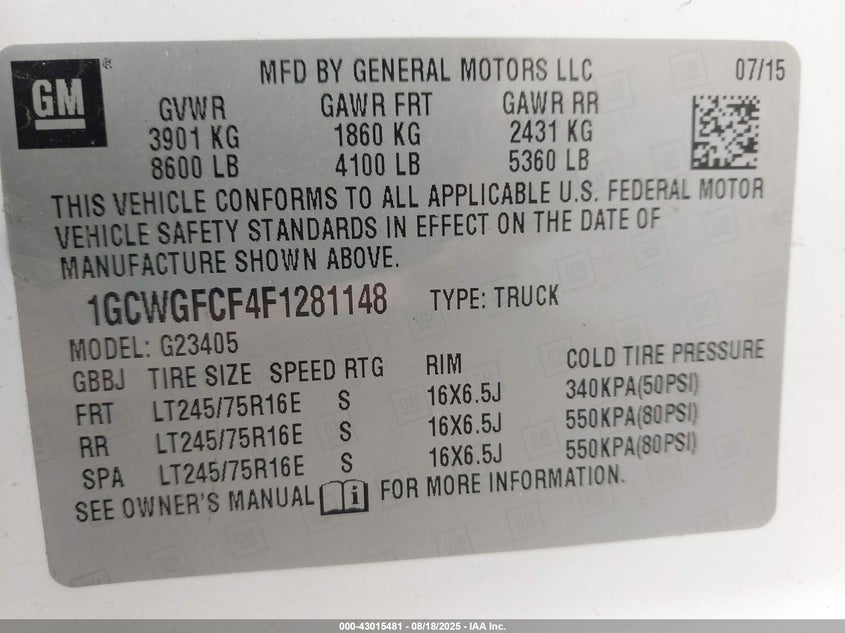 GM ® MFD BY GENERAL MOTORS LLC 07/15
GVWR GAWR FRT GAWR RR
3901 KG 1860 KG 2431 KG
8600 LB 4100 LB 5360 LB
THIS VEHICLE CONFORMS TO ALL APPLICABLE U.S. FEDERAL MOTOR
VEHICLE SAFETY STANDARDS IN EFFECT ON THE DATE OF
MANUFACTURE SHOWN ABOVE.
1GCWGFCF4F1281148 TYPE: TRUCK
MODEL: G23405
GBBJ TIRE SIZE SPEED RTG RIM COLD TIRE PRESSURE
FRT LT245/75R16E S 16X6.5J 340KPA(50PSI)
RR LT245/75R16E S 16X6.5J 550KPA(80PSI)
SPA LT245/75R16E S 16X6.5J 550KPA(80PSI)
SEE OWNER'S MANUAL i FOR MORE INFORMATION.
000-43015481 - 08/18/2025 - IAA Inc.